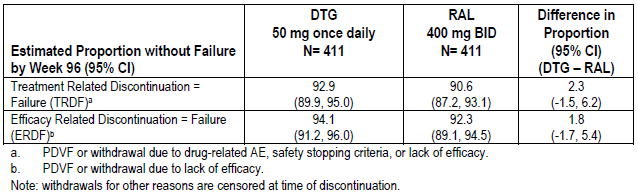 Estimated Proportion without Failure by Week 96 (95% CI)
DTG
50 mg once daily
N= 411
RAL
400 mg BID
N= 411
Difference in
Proportion
(95% CI)
(DTG – RAL)
Treatment Related Discontinuation =
Failure (TRDF)a
92.9
(89.9, 95.0)
90.6
(87.2, 93.1)
2.3
(-1.5, 6.2)
Efficacy Related Discontinuation = Failure
(ERDF)b
94.1
(91.2, 96.0)
92.3
(89.1, 94.5)
1.8
(-1.7, 5.4)
a. PDVF or withdrawal due to drug-related AE, safety stopping criteria, or lack of efficacy.
b. PDVF or withdrawal due to lack of efficacy.
Note: withdrawals for other reasons are censored at time of discontinuation.